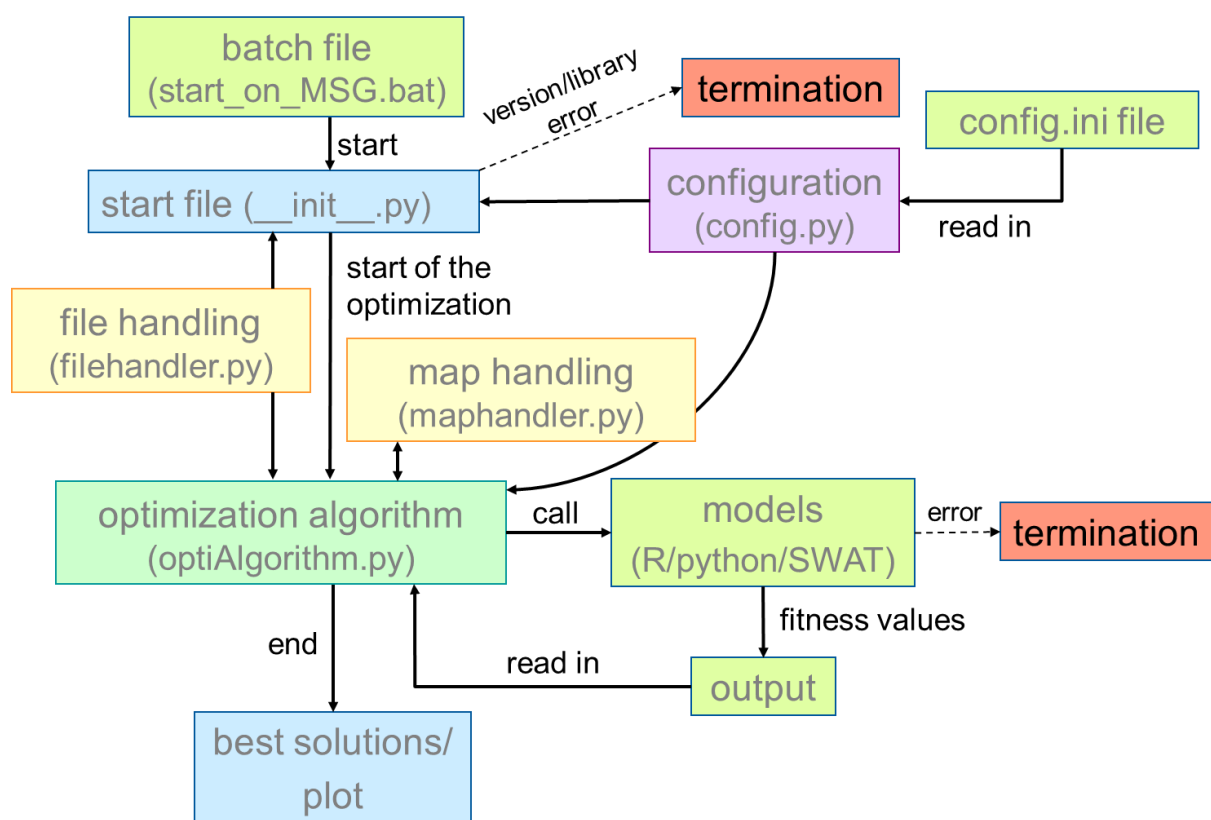 batch file
(start_on_MSG.bat)
version/library
error
termination
config.ini file
start
start file (__init__.py)
configuration
(config.py)
read in
start of the
optimization
file handling
(filehandler.py)
map handling
(maphandler.py)
optimization algorithm
(optiAlgorithm.py)
call
models
(R/python/SWAT)
error
termination
fitness values
end
read in
output
best solutions/
plot